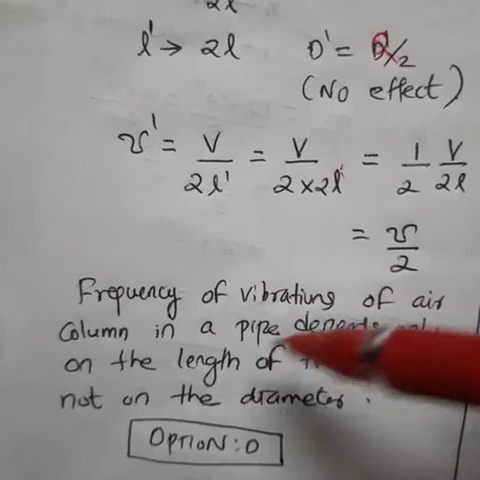 2l
l' → 2l D' = D/2
(No effect)
v' = V/2l' = V/2×2l = 1/2 V/2l
= v/2
Frequency of vibrations of air
column in a pipe depends
on the length of
not on the diameter.
OPTION: D